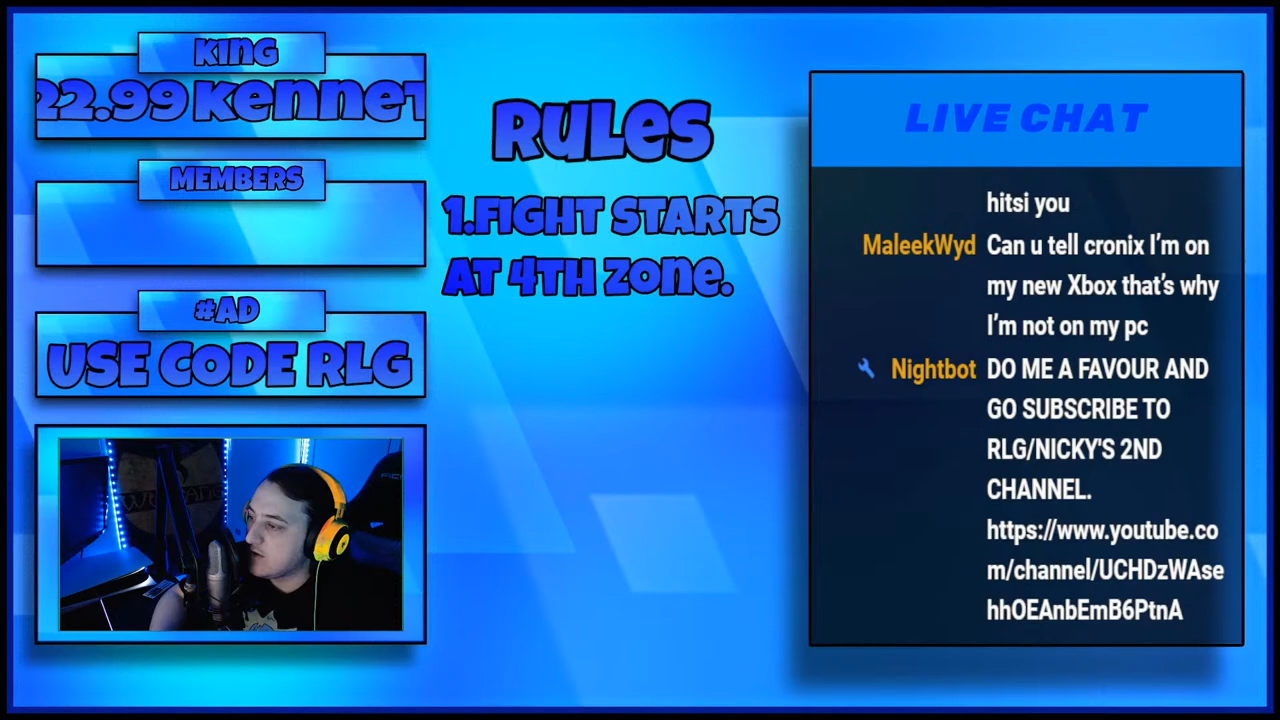 KING
22.99 KENNET
MEMBERS
#AD
USE CODE RLG
RULES
1.FIGHT STARTS
AT 4TH ZONE.
LIVE CHAT
hitsi you
MaleekWyd Can u tell cronix I’m on
my new Xbox that’s why
I’m not on my pc
Nightbot DO ME A FAVOUR AND
GO SUBSCRIBE TO
RLG/NICKY'S 2ND
CHANNEL.
https://www.youtube.co
m/channel/UCHDzWAse
hhOEAnbEmB6PtnA